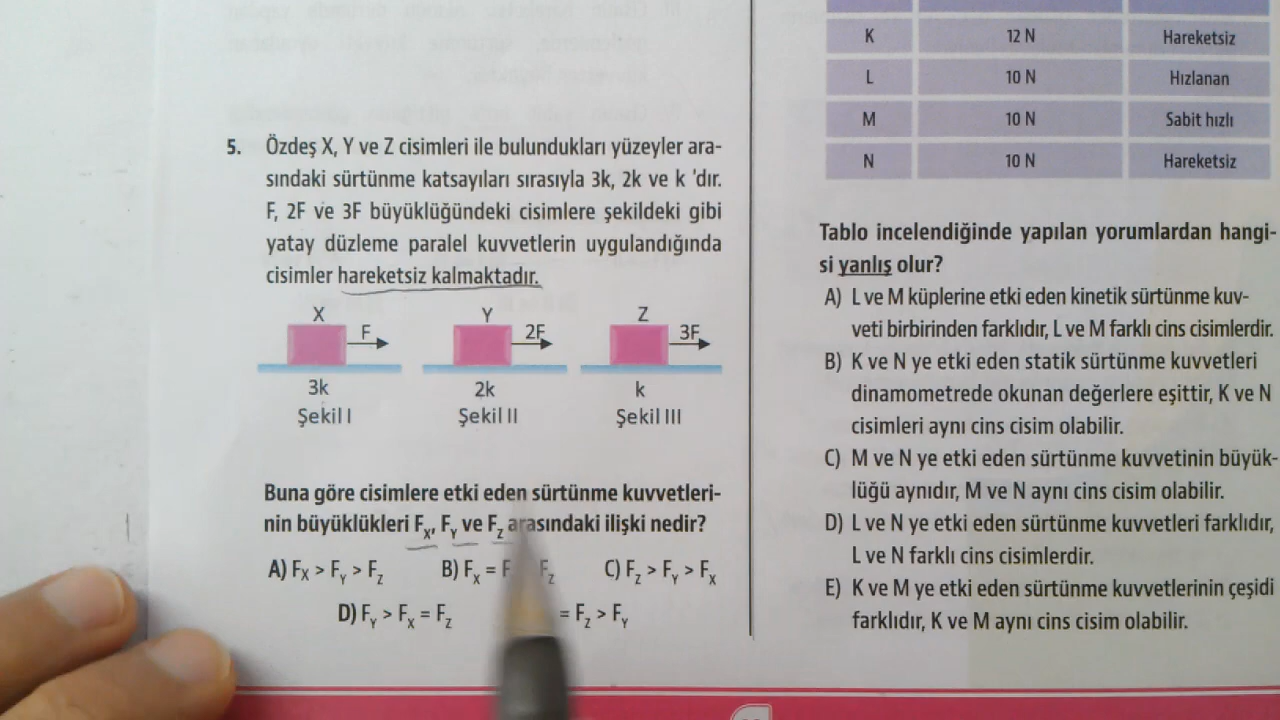 5. Özdeş X, Y ve Z cisimleri ile bulundukları yüzeyler ara-
sındaki sürtünme katsayıları sırasıyla 3k, 2k ve k 'dır.
F, 2F ve 3F büyüklüğündeki cisimlere şekildeki gibi
yatay düzleme paralel kuvvetlerin uygulandığında
cisimler hareketsiz kalmaktadır.
X Y Z
F 2F 3F
3k 2k k
Şekil I Şekil II Şekil III
Buna göre cisimlere etki eden sürtünme kuvvetleri-
nin büyüklükleri Fx, FY ve FZ arasındaki ilişki nedir?
A) FX > FY > FZ B) FX = F FZ C) FZ > FY > FX
D) FY > FX = FZ = FZ > FY
K 12 N Hareketsiz
L 10 N Hızlanan
M 10 N Sabit hızlı
N 10 N Hareketsiz
Tablo incelendiğinde yapılan yorumlardan hangi-
si yanlış olur?
A) L ve M küplerine etki eden kinetik sürtünme kuv-
veti birbirinden farklıdır, L ve M farklı cins cisimlerdir.
B) K ve N ye etki eden statik sürtünme kuvvetleri
dinamometrede okunan değerlere eşittir, K ve N
cisimleri aynı cins cisim olabilir.
C) M ve N ye etki eden sürtünme kuvvetinin büyük-
lüğü aynıdır, M ve N aynı cins cisim olabilir.
D) L ve N ye etki eden sürtünme kuvvetleri farklıdır,
L ve N farklı cins cisimlerdir.
E) K ve M ye etki eden sürtünme kuvvetlerinin çeşidi
farklıdır, K ve M aynı cins cisim olabilir.